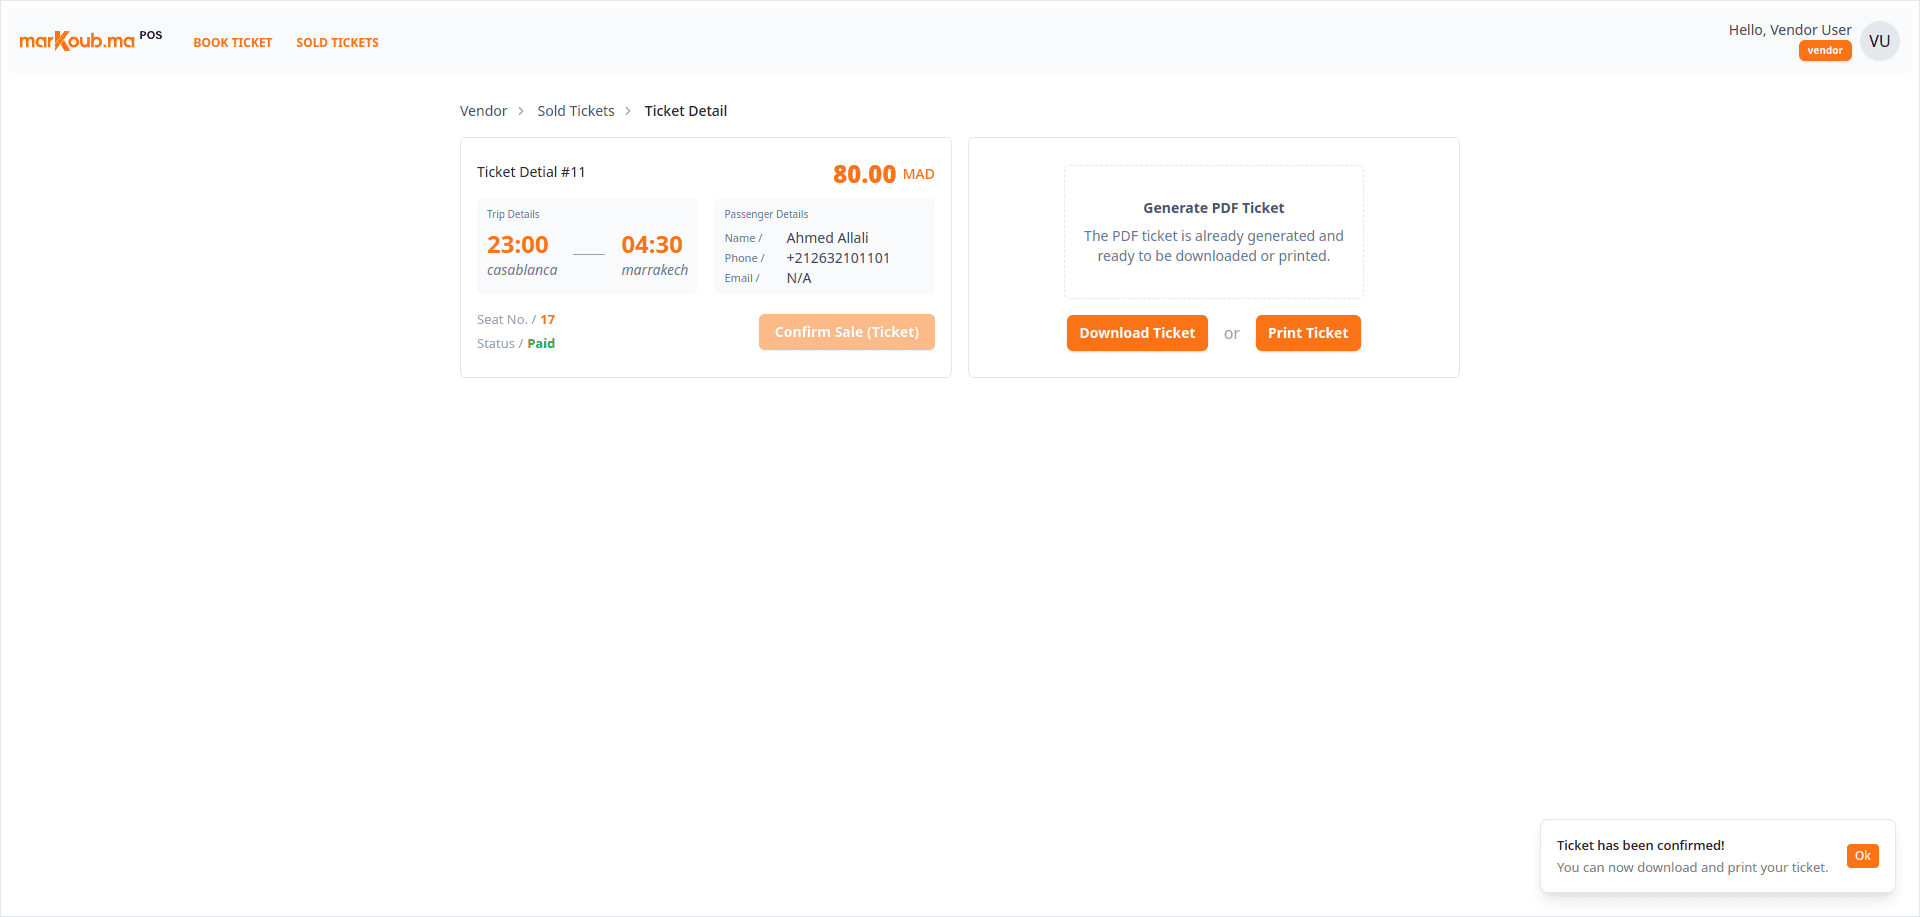 marKoub.ma POS
BOOK TICKET
SOLD TICKETS
Hello, Vendor User
vendor
VU
Vendor > Sold Tickets > Ticket Detail
Ticket Detial #11
80.00 MAD
Trip Details
23:00
04:30
casablanca
marrakech
Passenger Details
Name / Ahmed Allali
Phone / +212632101101
Email / N/A
Seat No. / 17
Status / Paid
Confirm Sale (Ticket)
Generate PDF Ticket
The PDF ticket is already generated and
ready to be downloaded or printed.
Download Ticket or Print Ticket
Ticket has been confirmed!
You can now download and print your ticket.
Ok